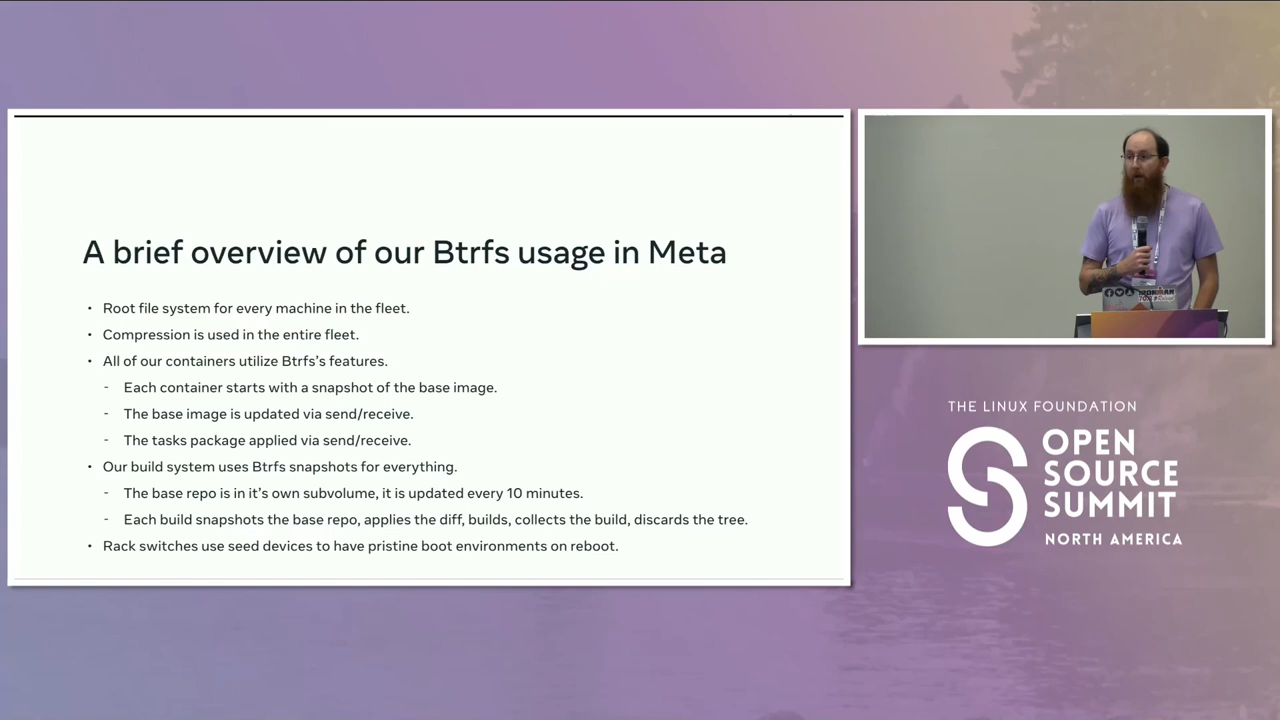 A brief overview of our Btrfs usage in Meta
• Root file system for every machine in the fleet.
• Compression is used in the entire fleet.
• All of our containers utilize Btrfs's features.
- Each container starts with a snapshot of the base image.
- The base image is updated via send/receive.
- The tasks package applied via send/receive.
• Our build system uses Btrfs snapshots for everything.
- The base repo is in it's own subvolume, it is updated every 10 minutes.
- Each build snapshots the base repo, applies the diff, builds, collects the build, discards the tree.
• Rack switches use seed devices to have pristine boot environments on reboot.
THE LINUX FOUNDATION
OPEN
SOURCE
SUMMIT
NORTH AMERICA